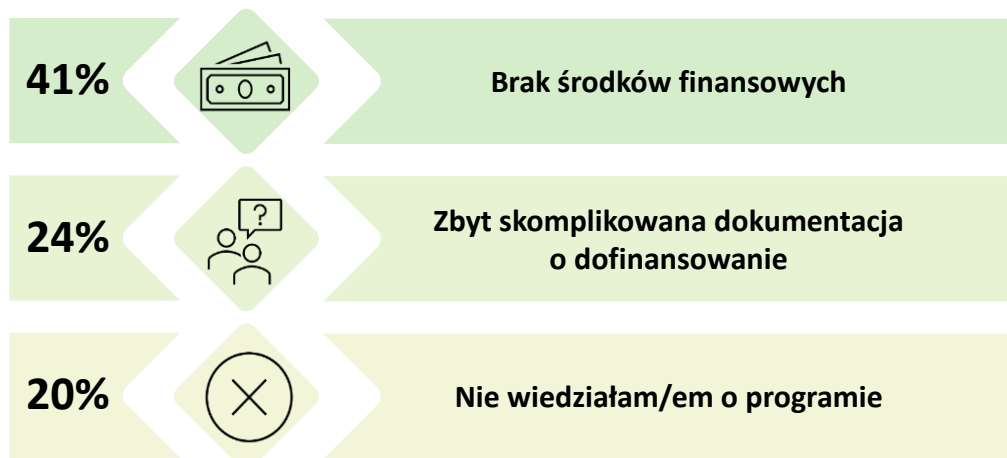 41%
Brak środków finansowych
24%
?
Zbyt skomplikowana dokumentacja
o dofinansowanie
20%
Nie wiedziałam/em o programie